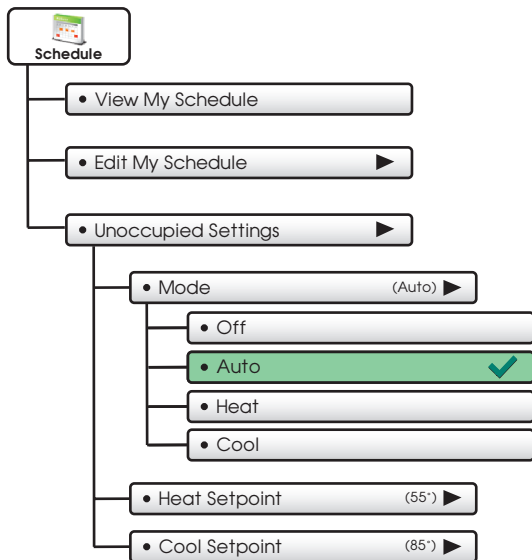 Schedule
• View My Schedule
• Edit My Schedule
• Unoccupied Settings
• Mode (Auto)
• Off
• Auto
• Heat
• Cool
• Heat Setpoint (55°)
• Cool Setpoint (85°)